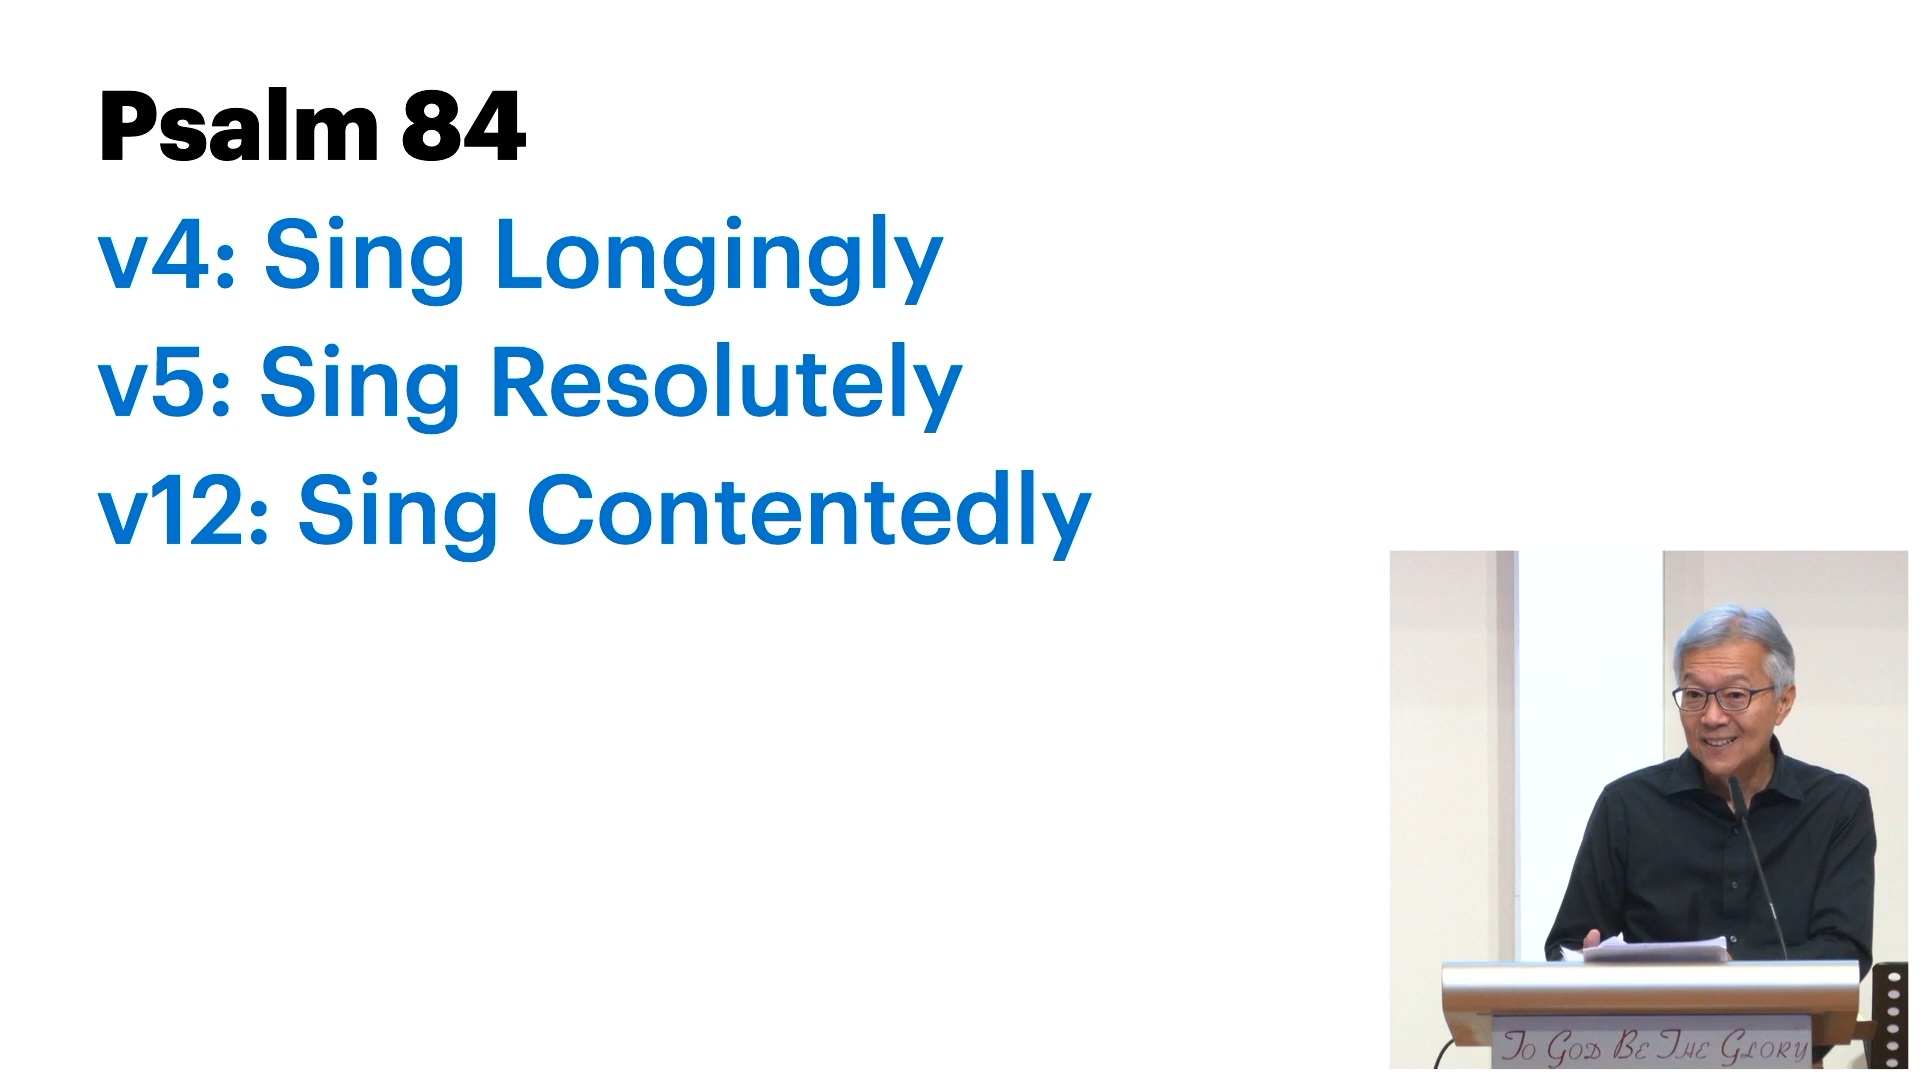 Psalm 84
v4: Sing Longingly
v5: Sing Resolutely
v12: Sing Contentedly
To God Be The Glory